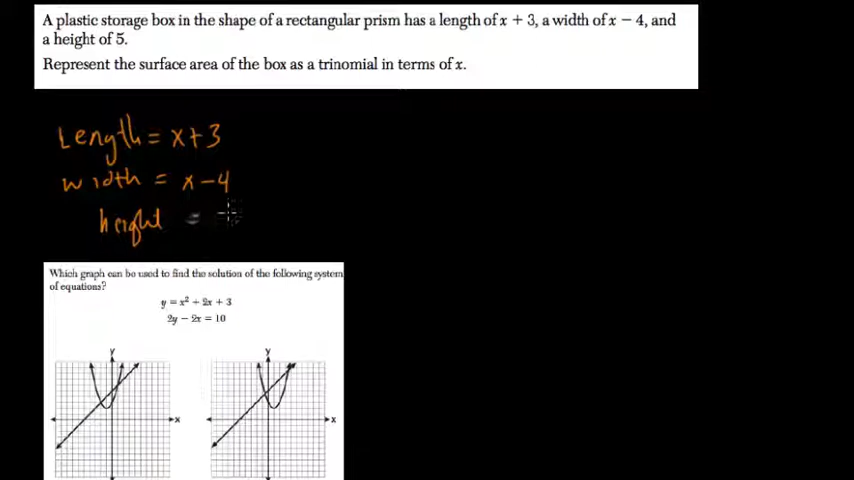 A plastic storage box in the shape of a rectangular prism has a length of x + 3, a width of x − 4, and
a height of 5.
Represent the surface area of the box as a trinomial in terms of x.
Length = x+3
width = x-4
height =
Which graph can be used to find the solution of the following system
of equations?
y = x² + 2x + 3
2y − 2x = 10
y
y
x
x